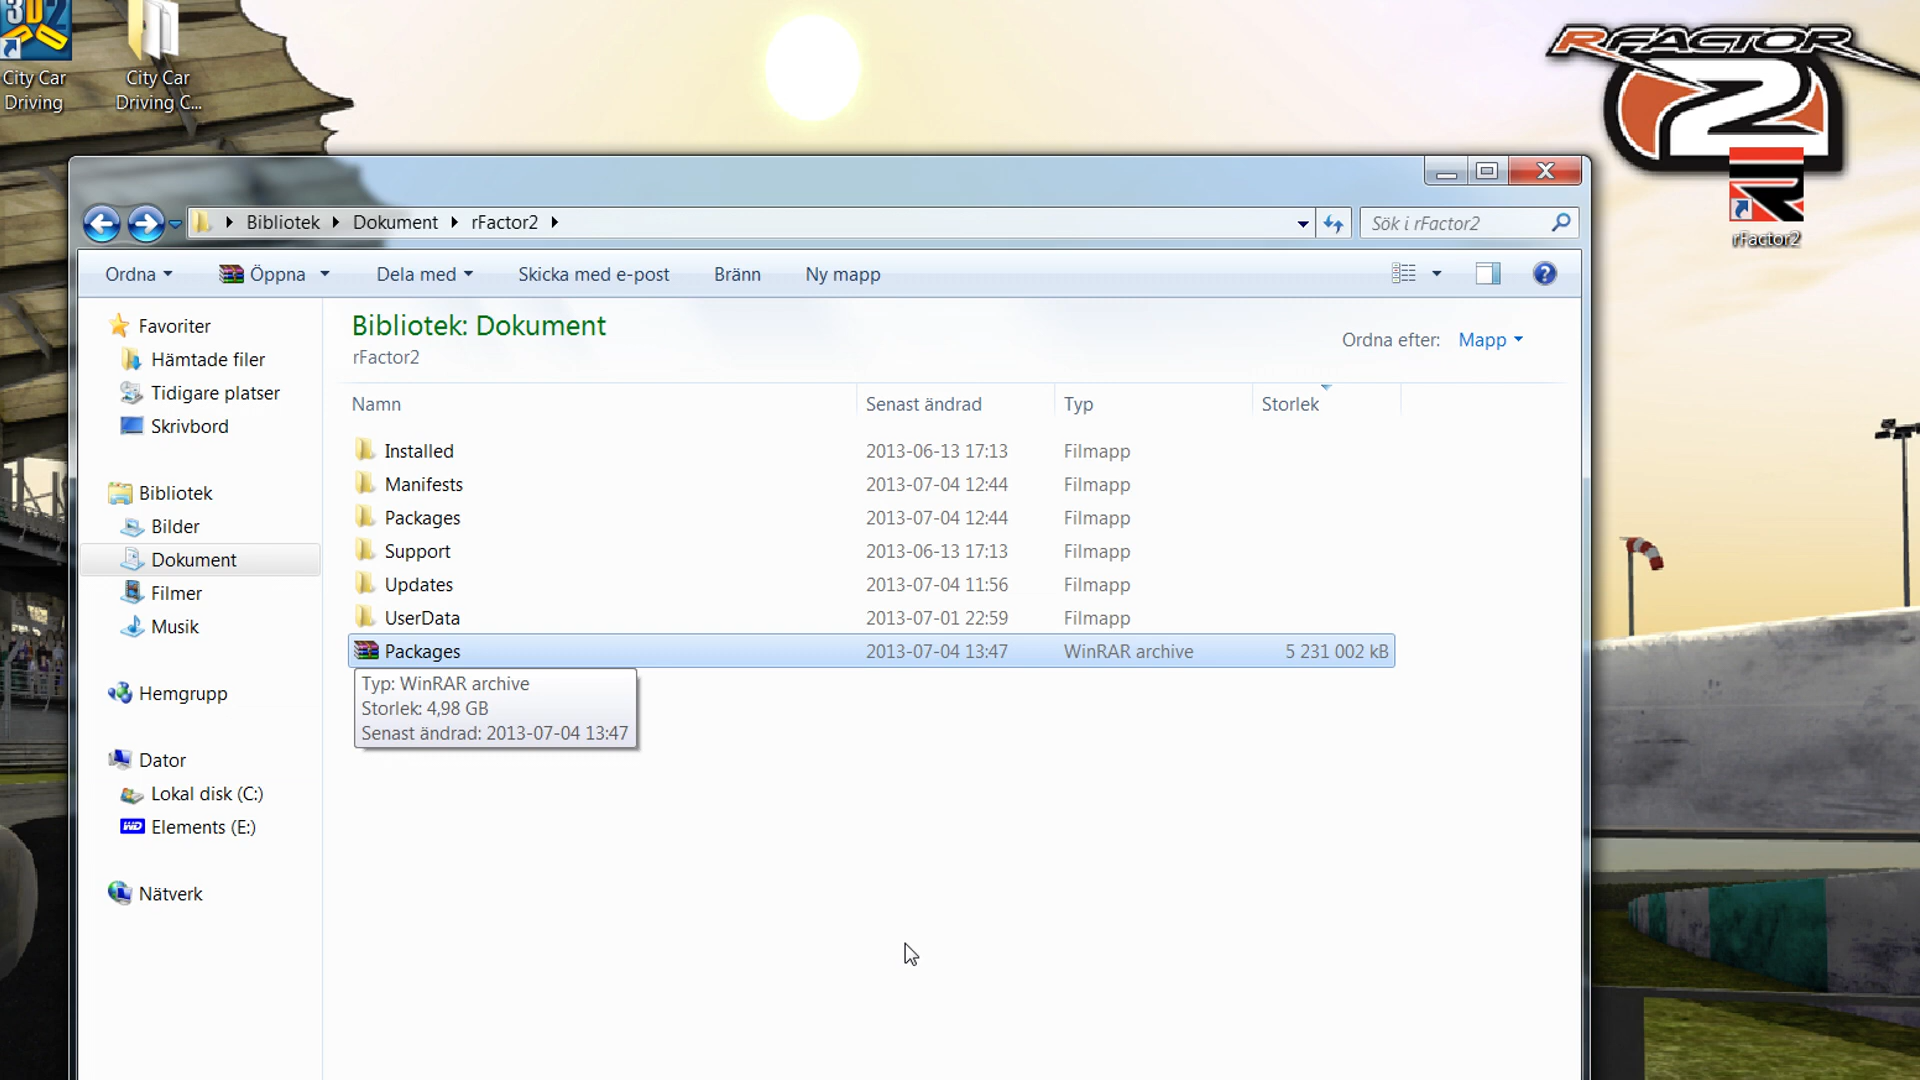 3D2
City Car
Driving
City Car
Driving C...
RFACTOR
2
rFactor2
Bibliotek
Dokument
rFactor2
Sök i rFactor2
Ordna
Öppna
Dela med
Skicka med e-post
Bränn
Ny mapp
Favoriter
Hämtade filer
Tidigare platser
Skrivbord
Bibliotek
Bilder
Dokument
Filmer
Musik
Hemgrupp
Dator
Lokal disk (C:)
WD Elements (E:)
Nätverk
Bibliotek: Dokument
rFactor2
Ordna efter: Mapp
Namn Senast ändrad Typ Storlek
Installed 2013-06-13 17:13 Filmapp
Manifests 2013-07-04 12:44 Filmapp
Packages 2013-07-04 12:44 Filmapp
Support 2013-06-13 17:13 Filmapp
Updates 2013-07-04 11:56 Filmapp
UserData 2013-07-01 22:59 Filmapp
Packages 2013-07-04 13:47 WinRAR archive 5 231 002 kB
Typ: WinRAR archive
Storlek: 4,98 GB
Senast ändrad: 2013-07-04 13:47